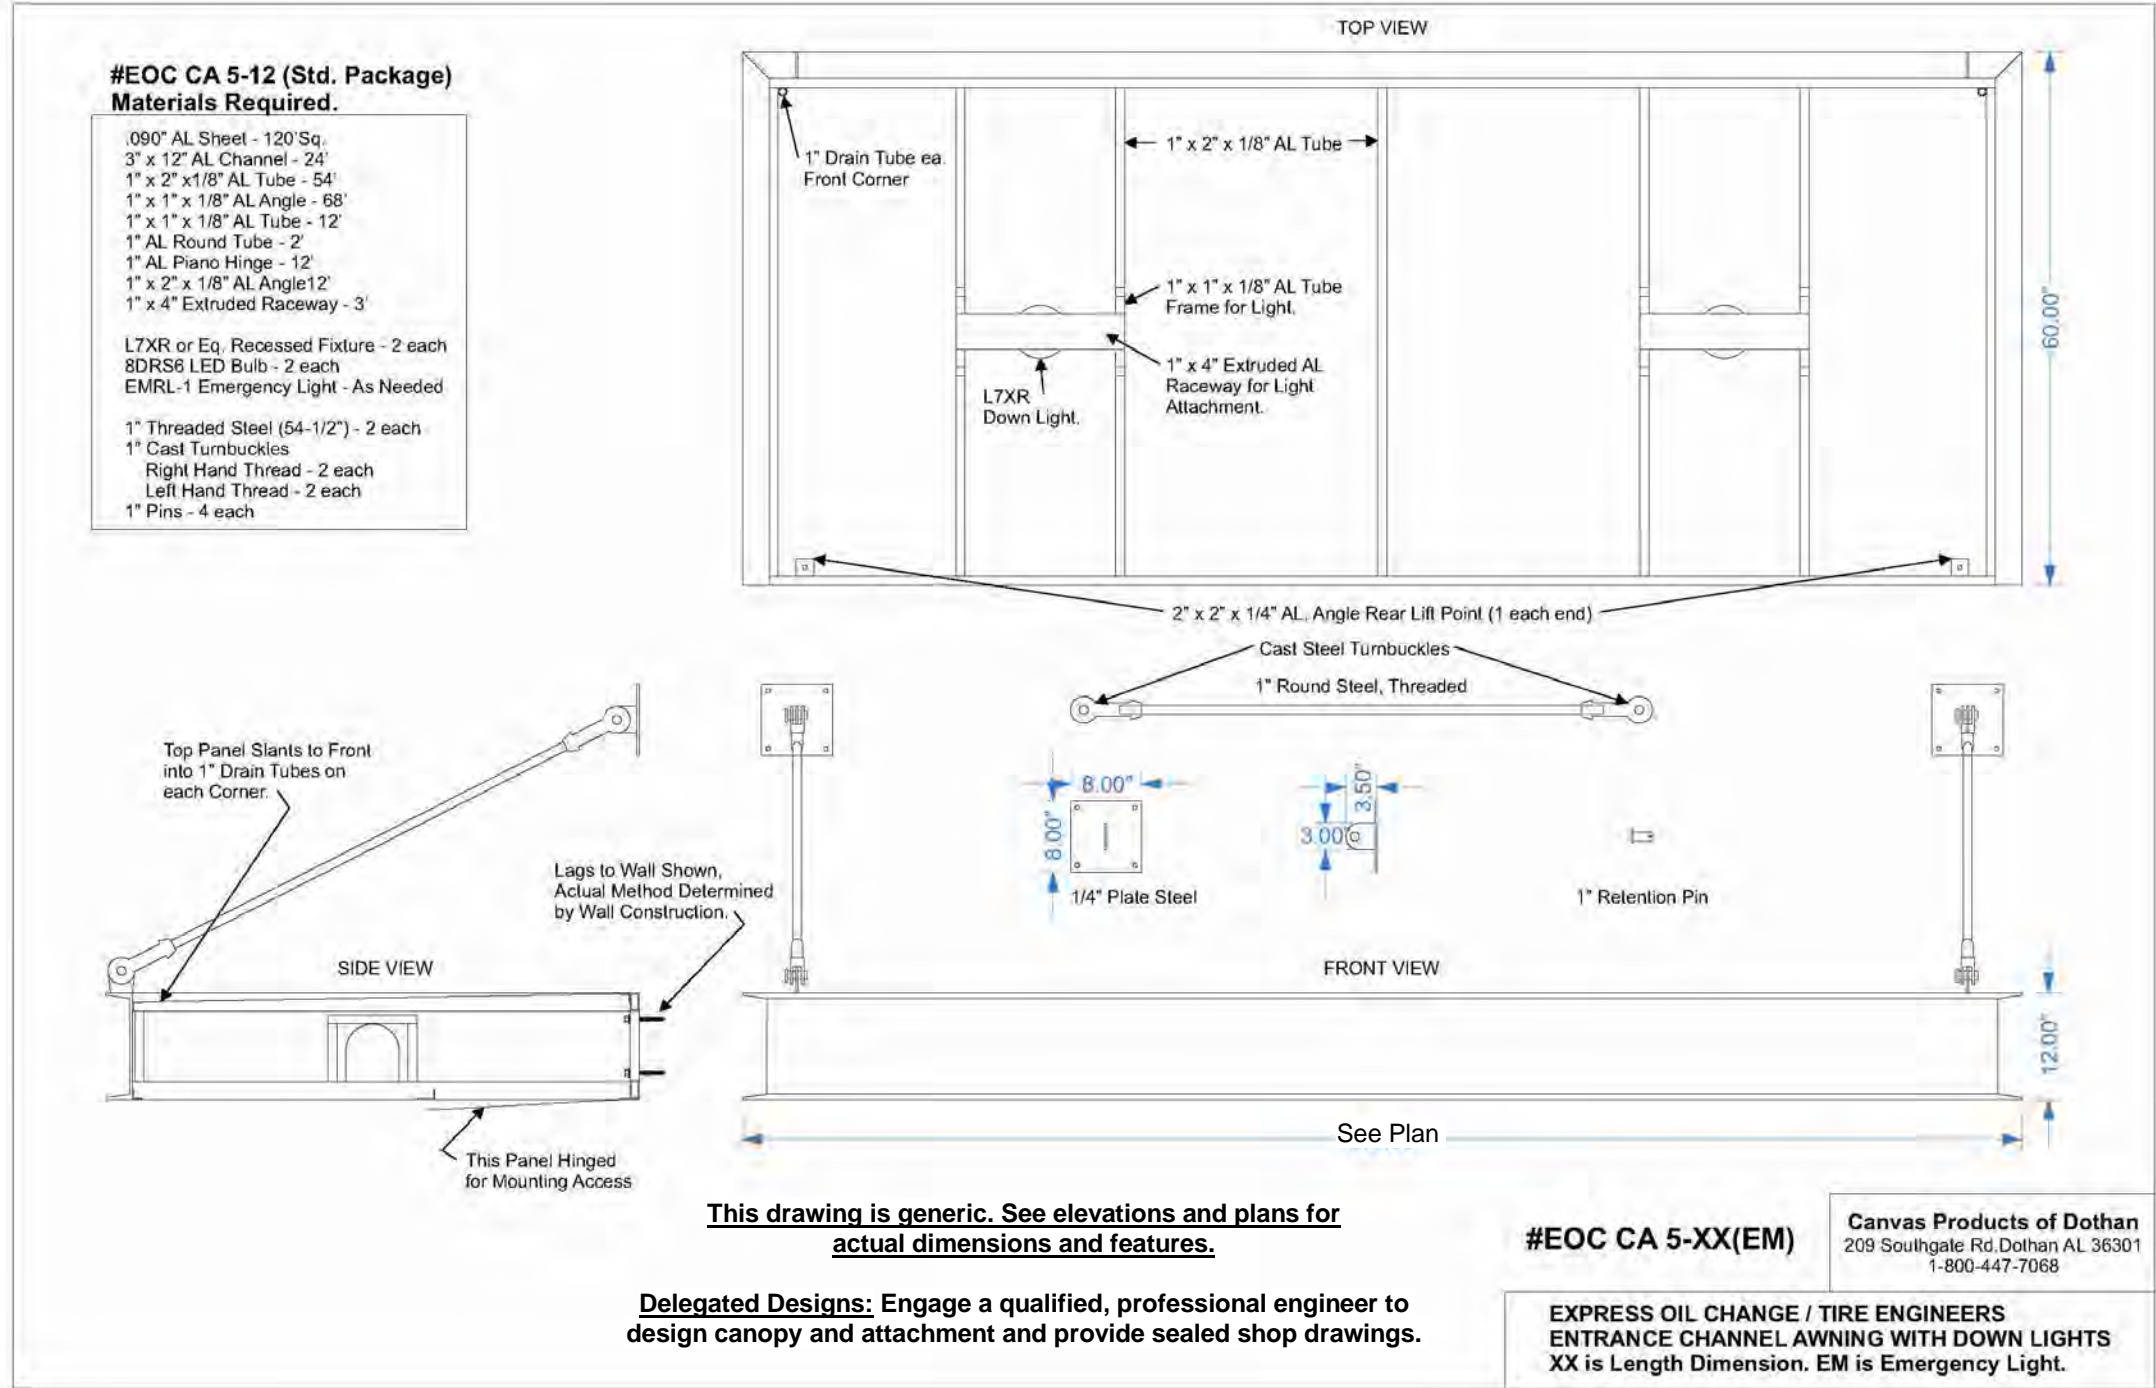 TOP VIEW
#EOC CA 5-12 (Std. Package)
Materials Required.
.090" AL Sheet - 120'Sq.
3" x 12" AL Channel - 24'
1" x 2" x1/8" AL Tube - 54'
1" x 1" x 1/8" AL Angle - 68'
1" x 1" x 1/8" AL Tube - 12'
1" AL Round Tube - 2'
1" AL Piano Hinge - 12'
1" x 2" x 1/8" AL Angle12'
1" x 4" Extruded Raceway - 3'
L7XR or Eq. Recessed Fixture - 2 each
8DRS6 LED Bulb - 2 each
EMRL-1 Emergency Light - As Needed
1" Threaded Steel (54-1/2") - 2 each
1" Cast Turnbuckles
Right Hand Thread - 2 each
Left Hand Thread - 2 each
1" Pins - 4 each
1" Drain Tube ea.
Front Corner
1" x 2" x 1/8" AL Tube
1" x 1" x 1/8" AL Tube
Frame for Light.
1" x 4" Extruded AL
Raceway for Light
Attachment.
L7XR
Down Light.
60.00"
2" x 2" x 1/4" AL. Angle Rear Lift Point (1 each end)
Cast Steel Turnbuckles
1" Round Steel, Threaded
Top Panel Slants to Front
into 1" Drain Tubes on
each Corner.
Lags to Wall Shown,
Actual Method Determined
by Wall Construction.
8.00"
8.00"
1/4" Plate Steel
3.50"
3.00"
1" Retention Pin
SIDE VIEW
FRONT VIEW
12.00"
See Plan
This Panel Hinged
for Mounting Access
This drawing is generic. See elevations and plans for
actual dimensions and features.
Delegated Designs: Engage a qualified, professional engineer to
design canopy and attachment and provide sealed shop drawings.
#EOC CA 5-XX(EM)
Canvas Products of Dothan
209 Southgate Rd.Dothan AL 36301
1-800-447-7068
EXPRESS OIL CHANGE / TIRE ENGINEERS
ENTRANCE CHANNEL AWNING WITH DOWN LIGHTS
XX is Length Dimension. EM is Emergency Light.